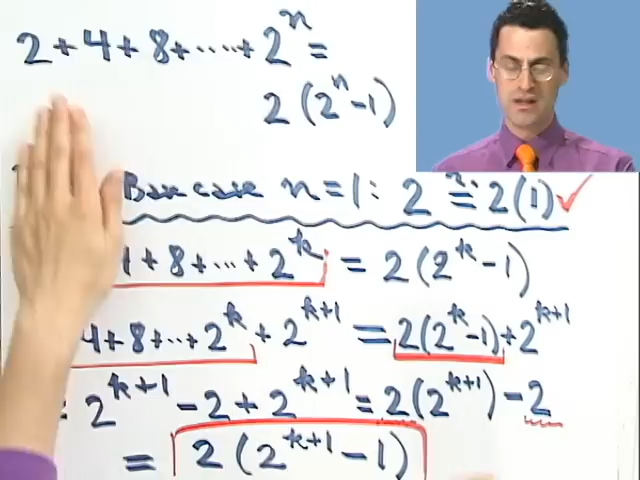 2 + 4 + 8 + ..... + 2^n =
2 (2^n - 1)
Base case n=1: 2 ≟ 2(1) ✓
+ 8 + ... + 2^k = 2 (2^k - 1)
4 + 8 + ... + 2^k + 2^{k+1} = 2(2^k - 1) + 2^{k+1}
= 2^{k+1} - 2 + 2^{k+1} = 2(2^{k+1}) - 2
= 2 (2^{k+1} - 1)